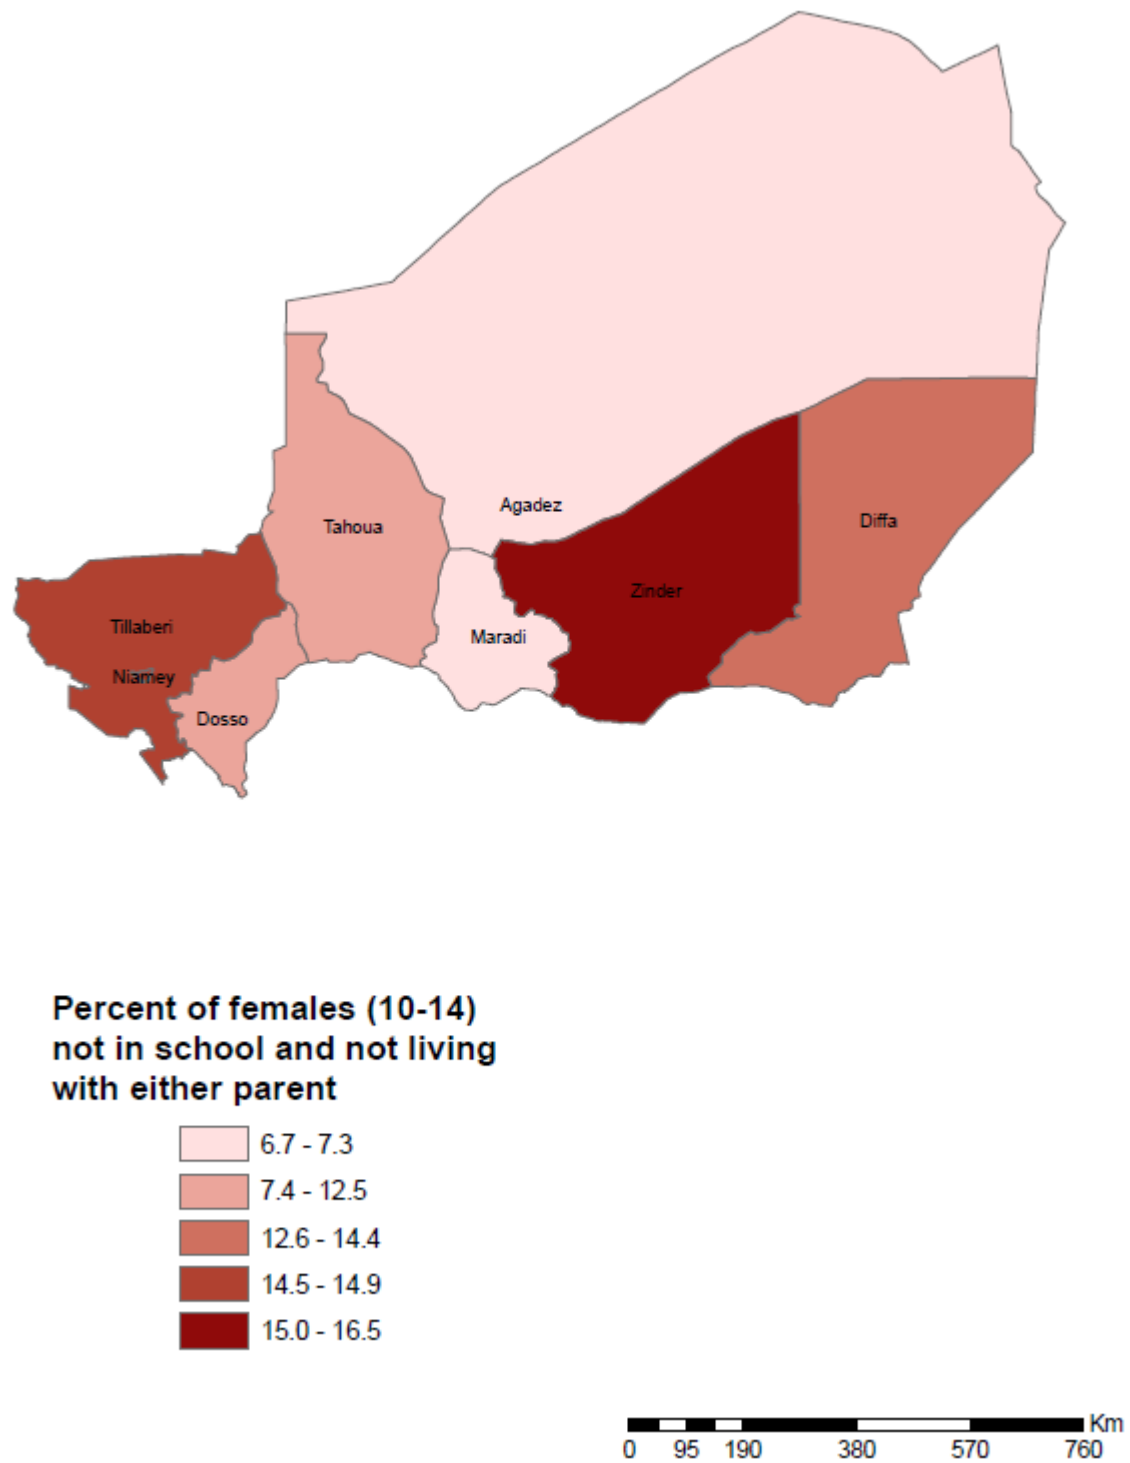 Agadez
Tahoua
Diffa
Zinder
Tillaberi
Maradi
Niamey
Dosso
Percent of females (10-14)
not in school and not living
with either parent
6.7 - 7.3
7.4 - 12.5
12.6 - 14.4
14.5 - 14.9
15.0 - 16.5
Km
0 95 190 380 570 760